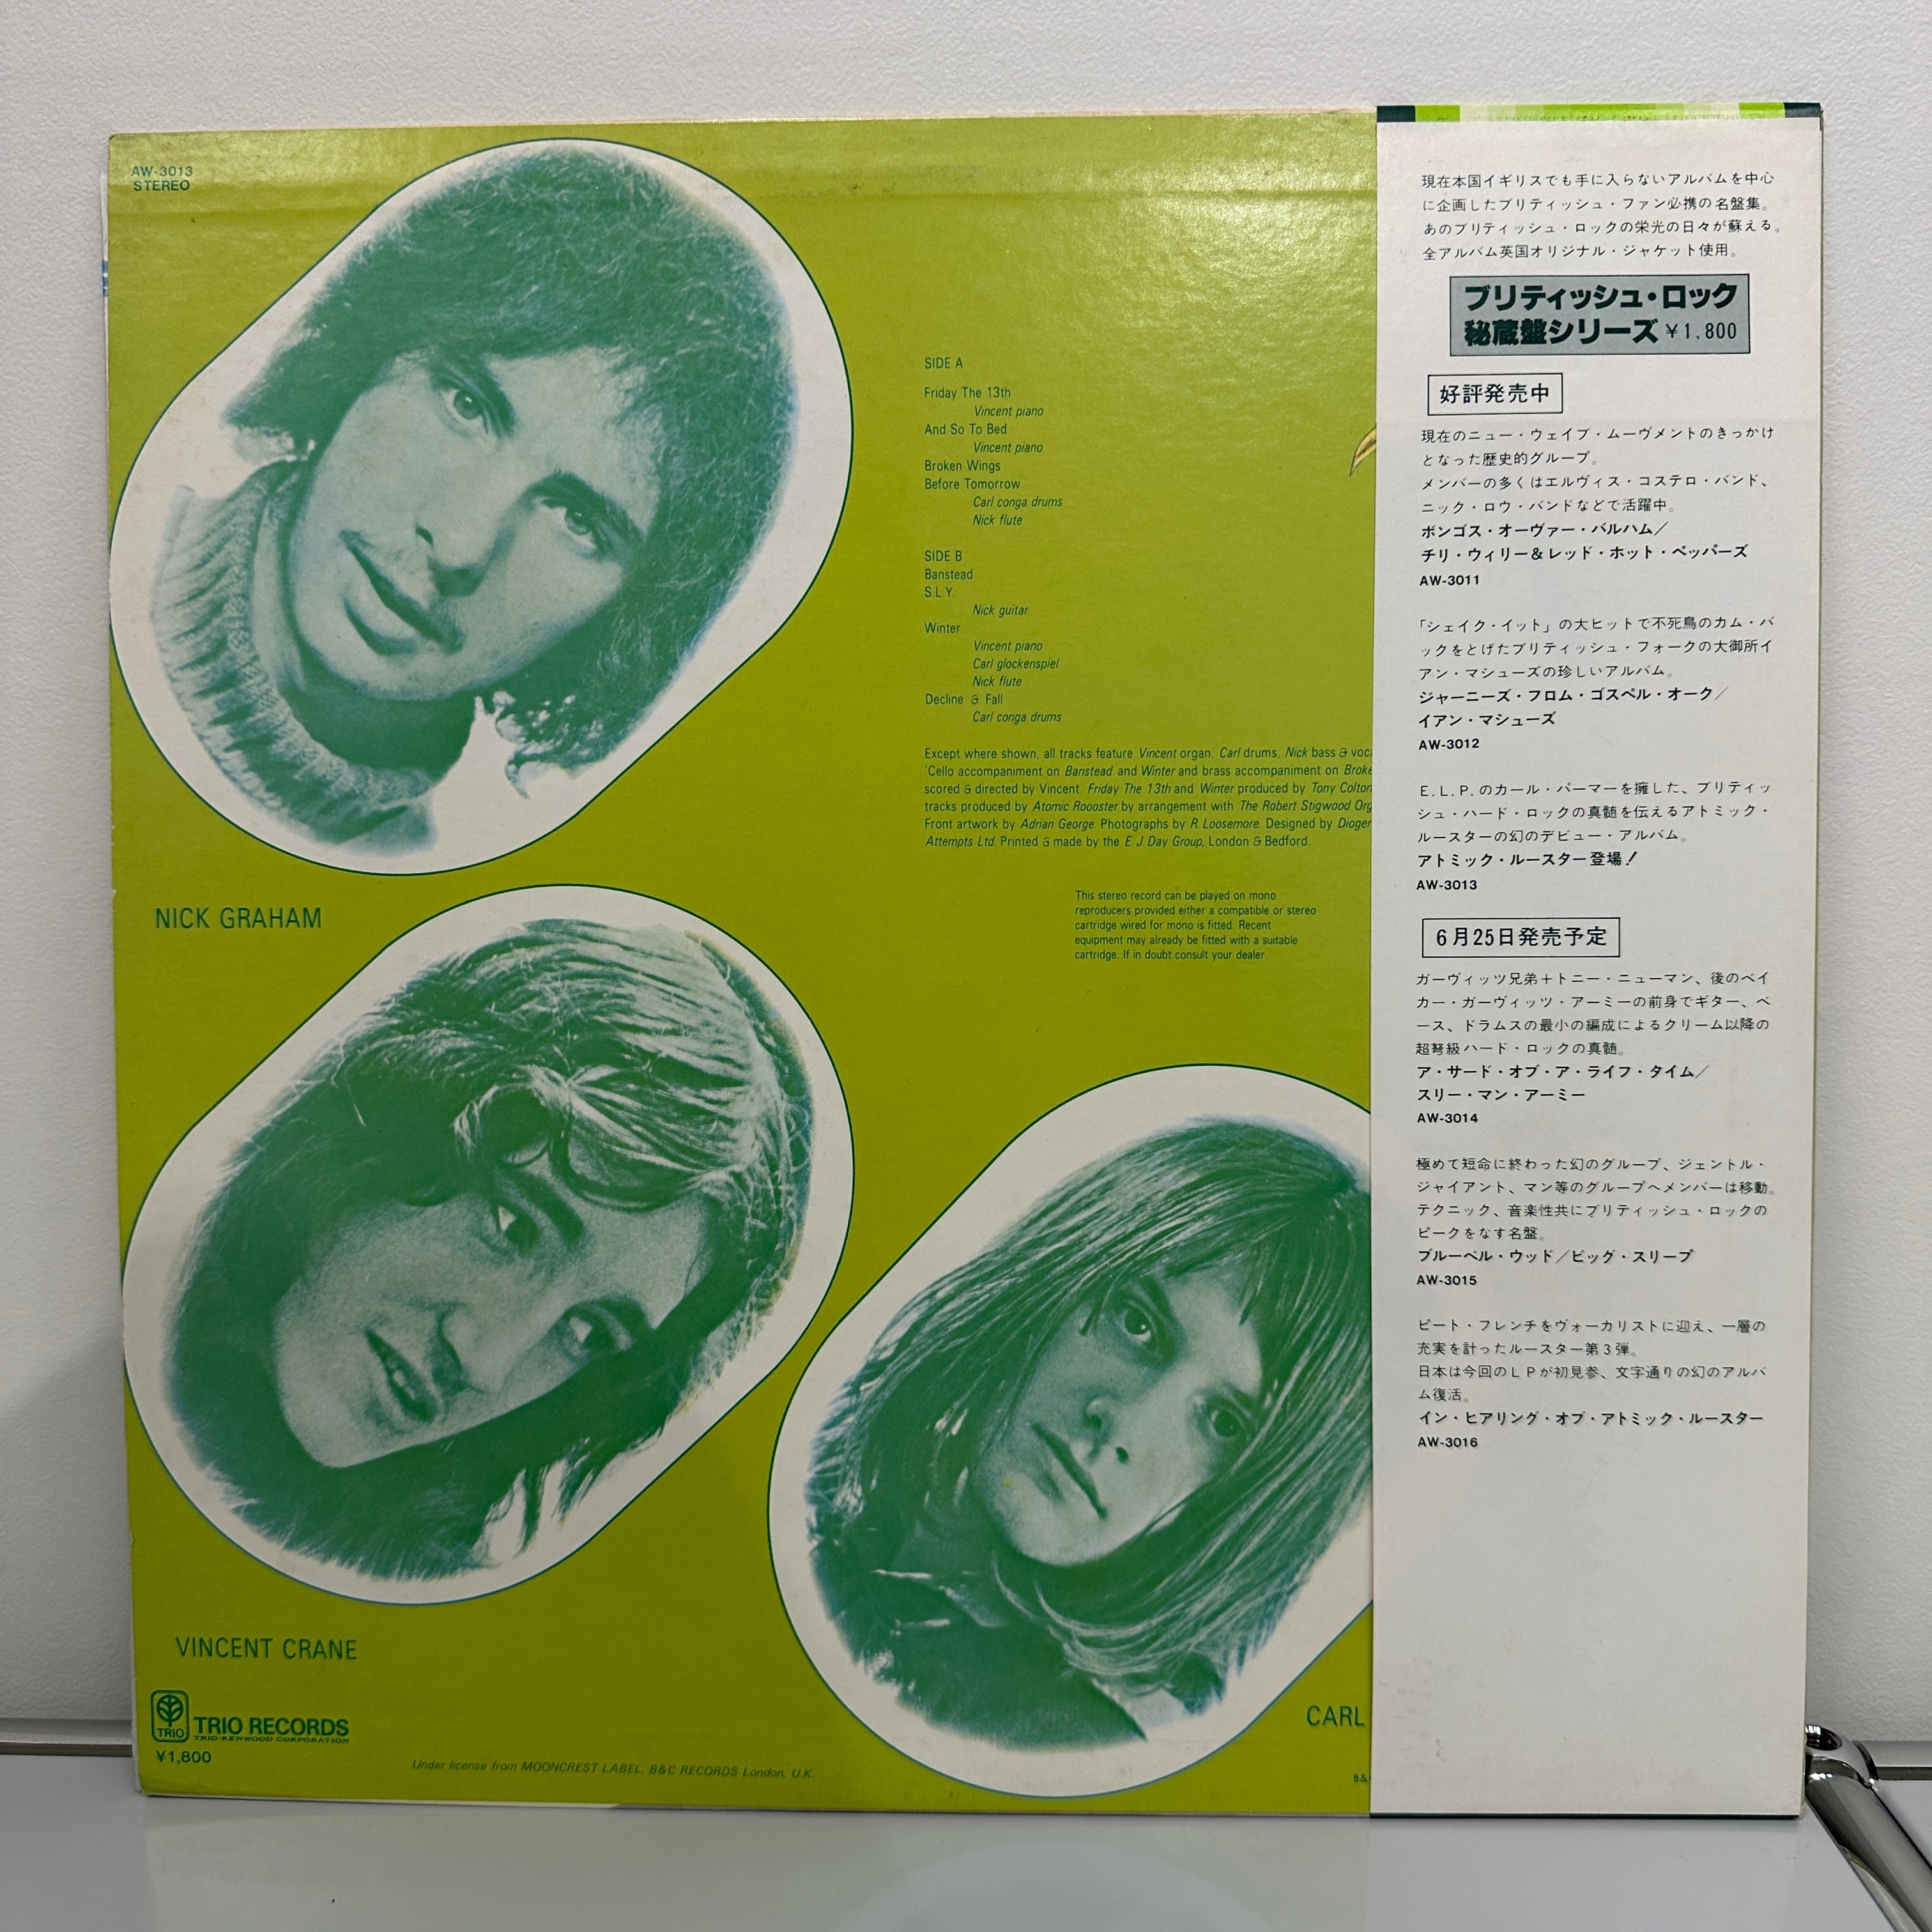 AW-3013
STEREO
SIDE A
Friday The 13th
Vincent piano
And So To Bed
Vincent piano
Broken Wings
Before Tomorrow
Carl conga drums
Nick flute
SIDE B
Banstead
S.L.Y.
Nick guitar
Winter
Vincent piano
Carl glockenspiel
Nick flute
Decline & Fall
Carl conga drums
Except where shown, all tracks feature Vincent organ, Carl drums, Nick bass &
'Cello accompaniment on Banstead and Winter and brass accompaniment on
scored & directed by Vincent. Friday The 13th and Winter produced by Tony
tracks produced by Atomic Roooster by arrangement with The Robert Stigwood
Front artwork by Adrian George. Photographs by R. Loosemore. Designed by
Attempts Ltd. Printed & made by the E. J. Day Group, London & Bedford.
This stereo record can be played on mono
reproducers provided either a compatible or stereo
cartridge wired for mono is fitted. Recent
equipment may already be fitted with a suitable
cartridge. If in doubt consult your dealer
NICK GRAHAM
VINCENT CRANE
CARL
TRIO
TRIO RECORDS
TRIO-KENWOOD CORPORATION
¥1,800
Under license from MOONCREST LABEL. B&C RECORDS London, U.K.
現在本国イギリスでも手に入らないアルバムを中心
に企画したブリティッシュ・ファン必携の名盤集。
あのブリティッシュ・ロックの栄光の日々が蘇える。
全アルバム英国オリジナル・ジャケット使用。
ブリティッシュ・ロック
秘蔵盤シリーズ ¥1,800
好評発売中
現在のニュー・ウェイブ・ムーヴメントのきっかけ
となった歴史的グループ。
メンバーの多くはエルヴィス・コステロ・バンド、
ニック・ロウ・バンドなどで活躍中。
ボンゴス・オーヴァー・バルハム/
チリ・ウィリー&レッド・ホット・ペッパーズ
AW-3011
「シェイク・イット」の大ヒットで不死鳥のカム・バ
ックをとげたブリティッシュ・フォークの大御所イ
アン・マシューズの珍しいアルバム。
ジャーニーズ・フロム・ゴスペル・オーク/
イアン・マシューズ
AW-3012
E.L.P.のカール・パーマーを擁した、ブリティッ
シュ・ハード・ロックの真髄を伝えるアトミック・
ルースターの幻のデビュー・アルバム。
アトミック・ルースター登場!
AW-3013
6月25日発売予定
ガーヴィッツ兄弟+トニー・ニューマン、後のベイ
カー・ガーヴィッツ・アーミーの前身でギター、ベ
ース、ドラムスの最小の編成によるクリーム以降の
超弩級ハード・ロックの真髄。
ア・サード・オブ・ア・ライフ・タイム/
スリー・マン・アーミー
AW-3014
極めて短命に終わった幻のグループ、ジェントル・
ジャイアント、マン等のグループへメンバーは移動。
テクニック、音楽性共にブリティッシュ・ロックの
ピークをなす名盤。
ブルーベル・ウッド/ビッグ・スリープ
AW-3015
ピート・フレンチをヴォーカリストに迎え、一層の
充実を計ったルースター第3弾。
日本は今回のLPが初見参、文字通りの幻のアルバ
ム復活。
イン・ヒアリング・オブ・アトミック・ルースター
AW-3016